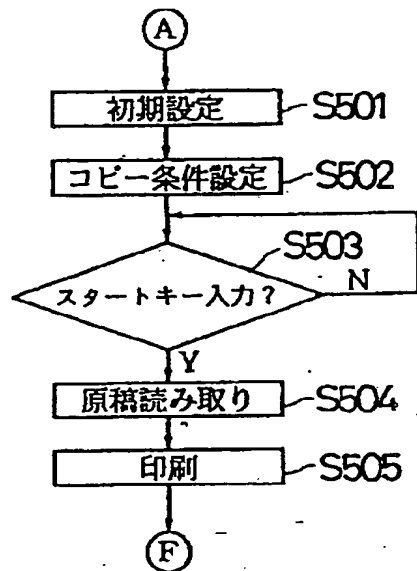 A
初期設定 S501
コピー条件設定 S502
S503
スタートキー入力? N
Y
原稿読み取り S504
印刷 S505
F